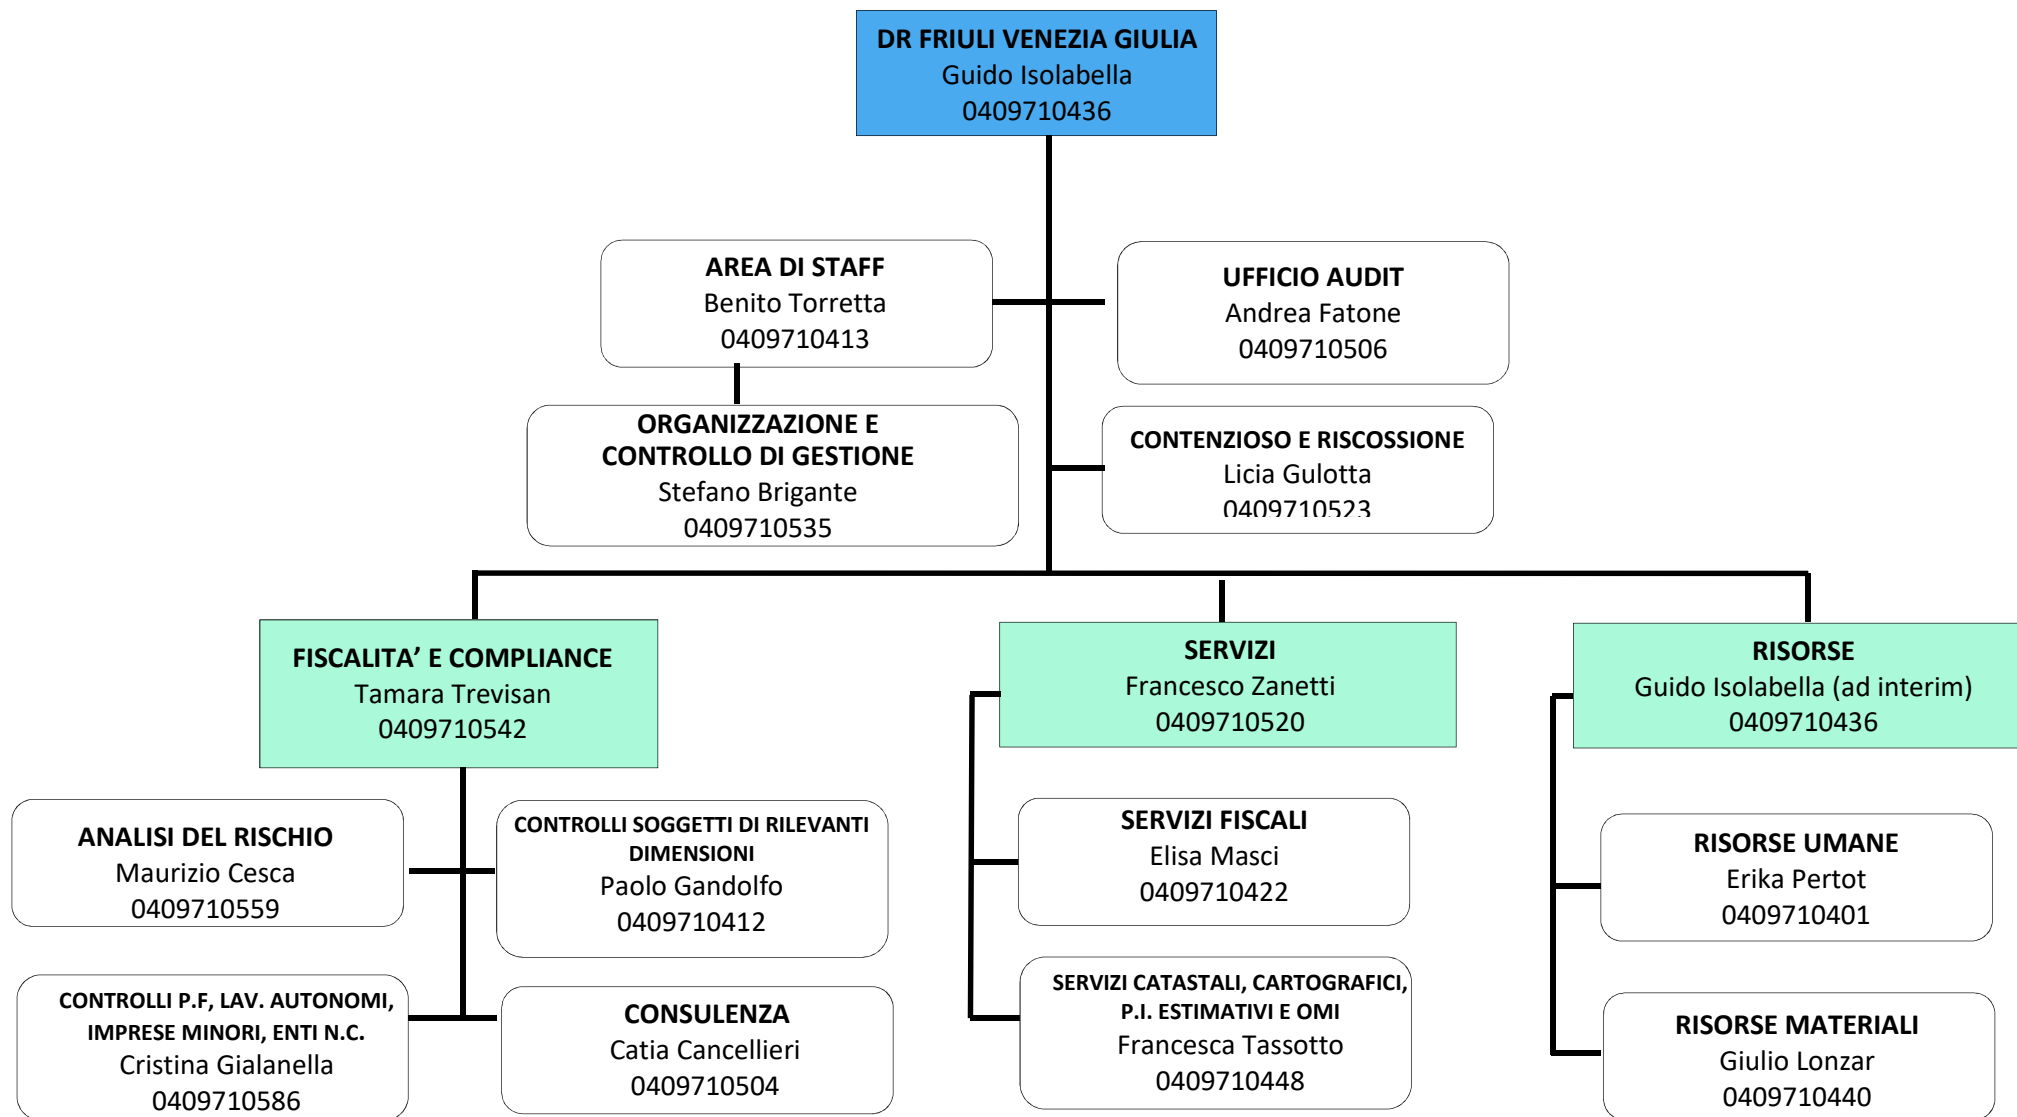 DR FRIULI VENEZIA GIULIA
Guido Isolabella
0409710436
AREA DI STAFF
Benito Torretta
0409710413
UFFICIO AUDIT
Andrea Fatone
0409710506
ORGANIZZAZIONE E
CONTROLLO DI GESTIONE
Stefano Brigante
0409710535
CONTENZIOSO E RISCOSSIONE
Licia Gulotta
0409710523
FISCALITA’ E COMPLIANCE
Tamara Trevisan
0409710542
SERVIZI
Francesco Zanetti
0409710520
RISORSE
Guido Isolabella (ad interim)
0409710436
ANALISI DEL RISCHIO
Maurizio Cesca
0409710559
CONTROLLI SOGGETTI DI RILEVANTI
DIMENSIONI
Paolo Gandolfo
0409710412
SERVIZI FISCALI
Elisa Masci
0409710422
RISORSE UMANE
Erika Pertot
0409710401
CONTROLLI P.F, LAV. AUTONOMI,
IMPRESE MINORI, ENTI N.C.
Cristina Gialanella
0409710586
CONSULENZA
Catia Cancellieri
0409710504
SERVIZI CATASTALI, CARTOGRAFICI,
P.I. ESTIMATIVI E OMI
Francesca Tassotto
0409710448
RISORSE MATERIALI
Giulio Lonzar
0409710440